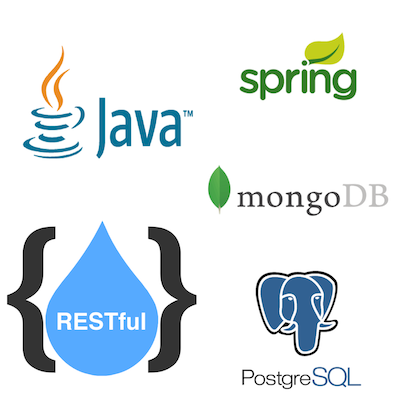 Java™
spring
mongoDB
{ RESTful }
PostgreSQL